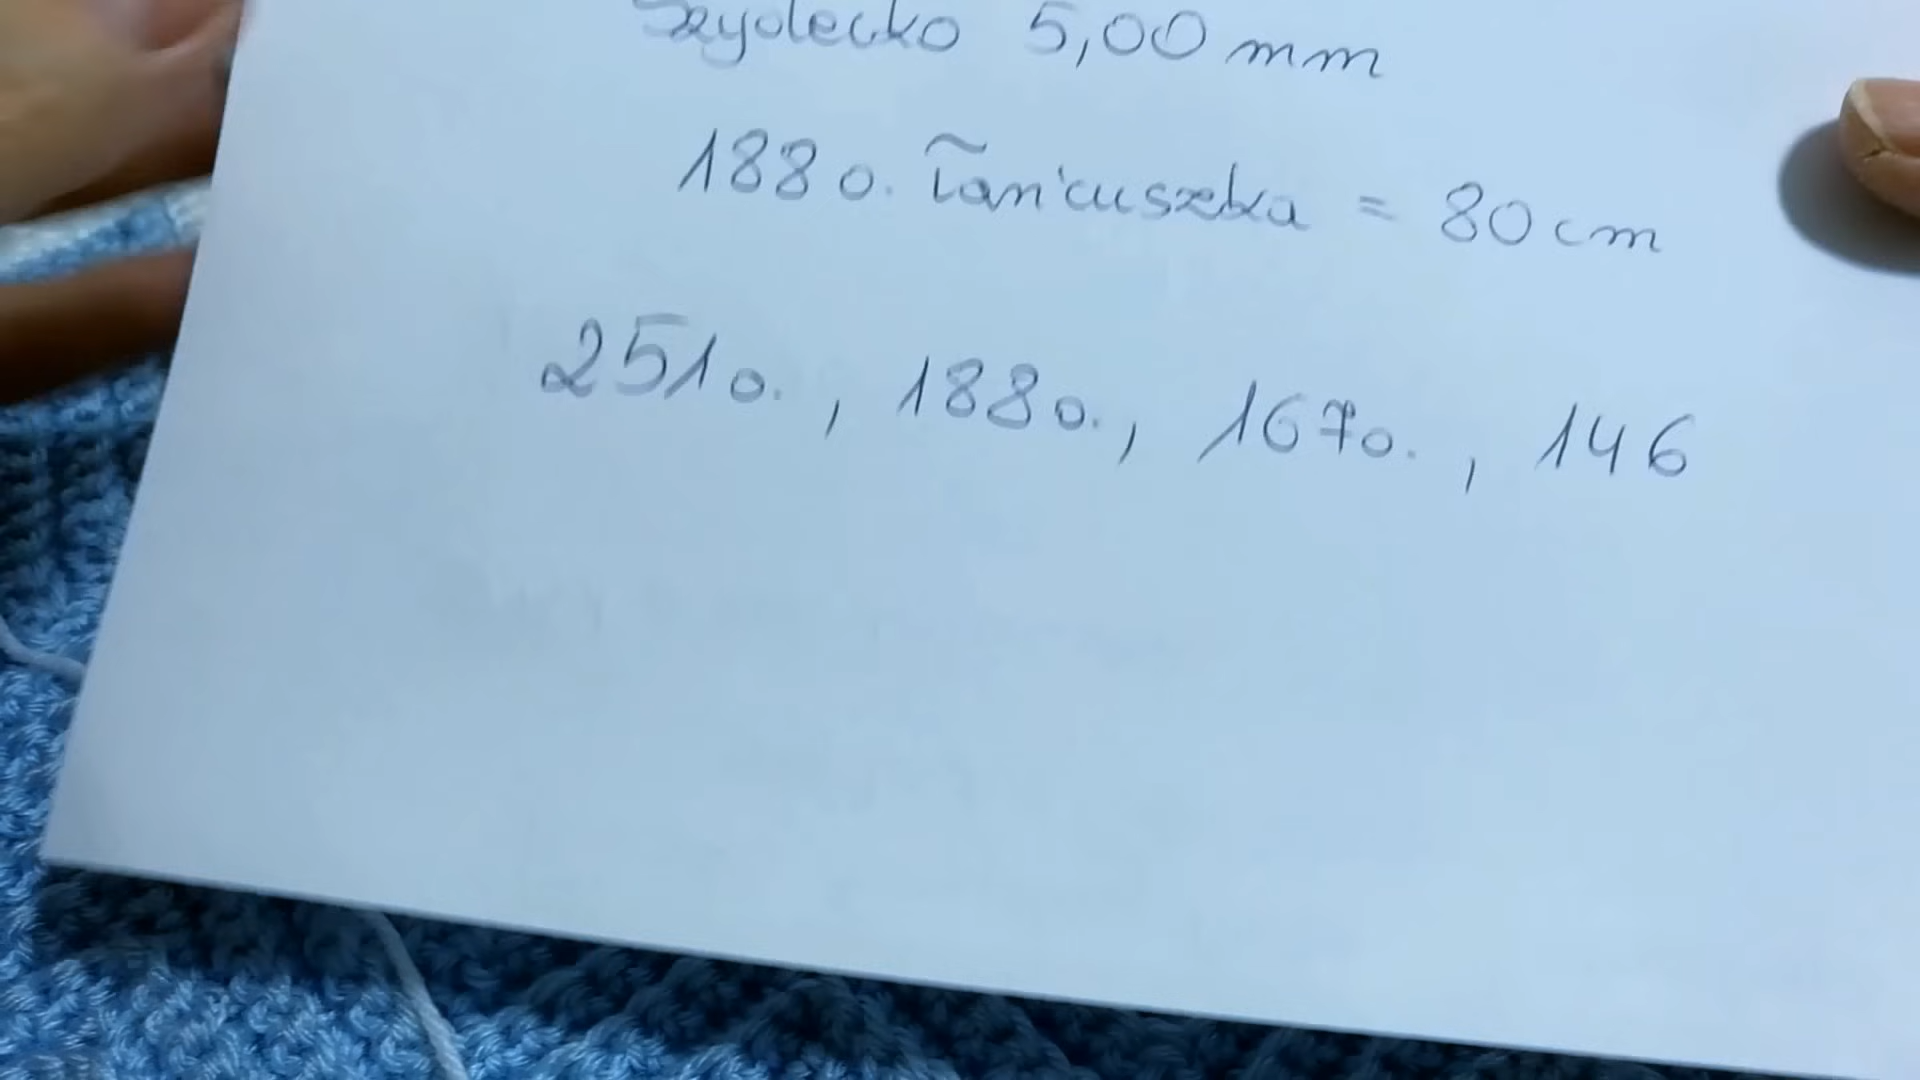 Szydełko 5,00 mm
188 o. łańcuszka = 80 cm
251 o., 188 o., 167 o., 146